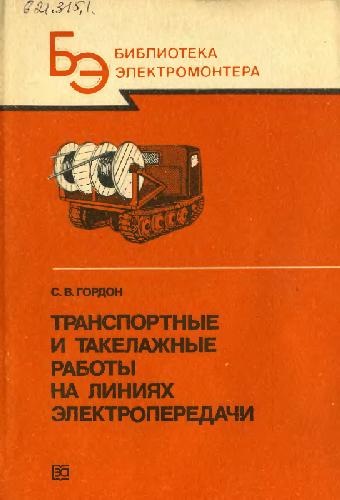 621.315,1.
БЭ
БИБЛИОТЕКА
ЭЛЕКТРОМОНТЕРА
С. В. ГОРДОН
ТРАНСПОРТНЫЕ
И ТАКЕЛАЖНЫЕ
РАБОТЫ
НА ЛИНИЯХ
ЭЛЕКТРОПЕРЕДАЧИ